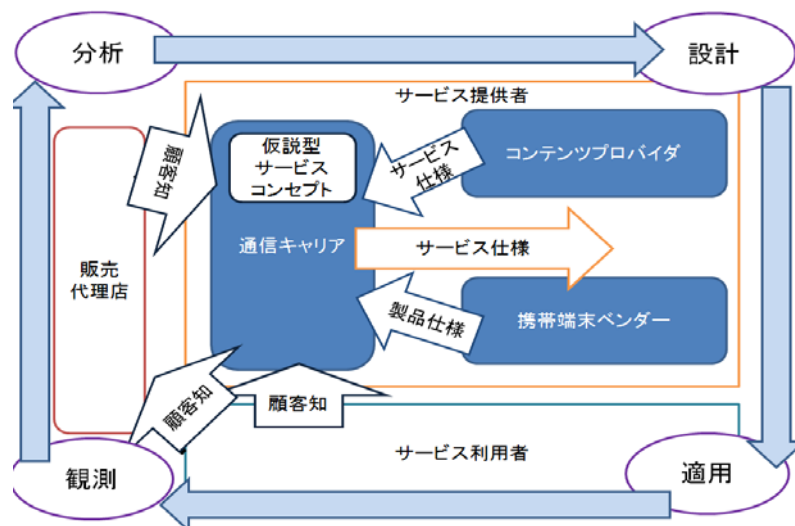 分析
設計
サービス提供者
顧客知
仮説型
サービス
コンセプト
サービス
仕様
コンテンツプロバイダ
通信キャリア
サービス仕様
販売
代理店
製品仕様
携帯端末ベンダー
顧客知
顧客知
サービス利用者
観測
適用